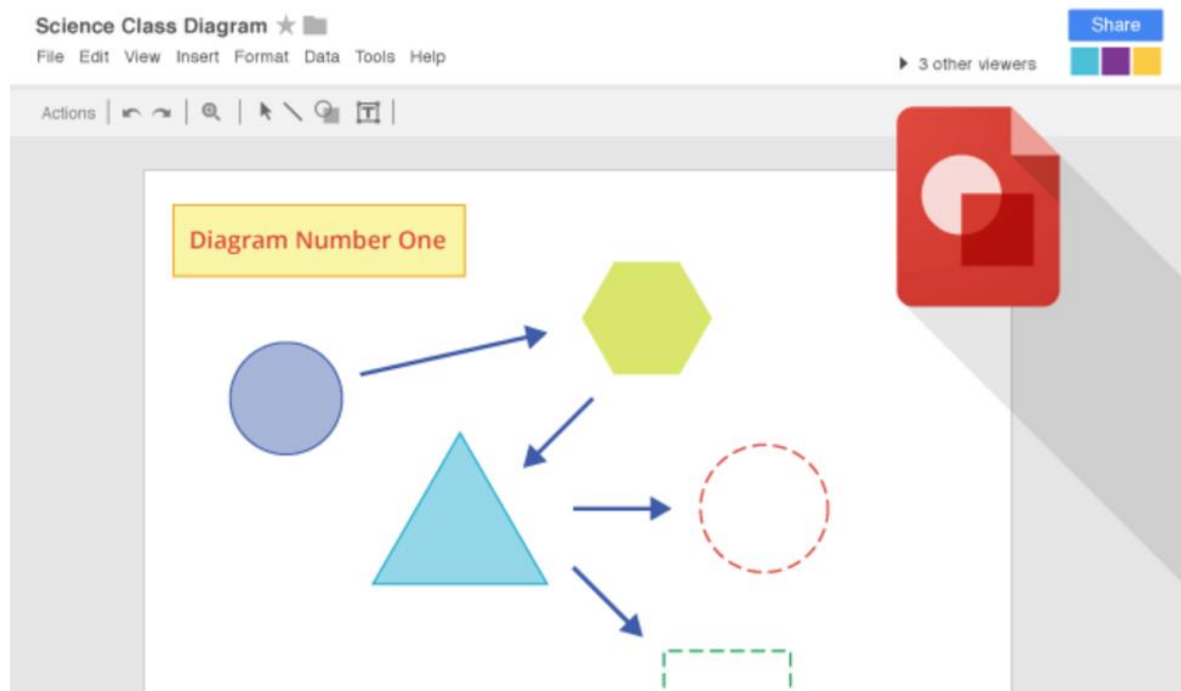 Science Class Diagram
Share
File Edit View Insert Format Data Tools Help
3 other viewers
Actions
T
Diagram Number One